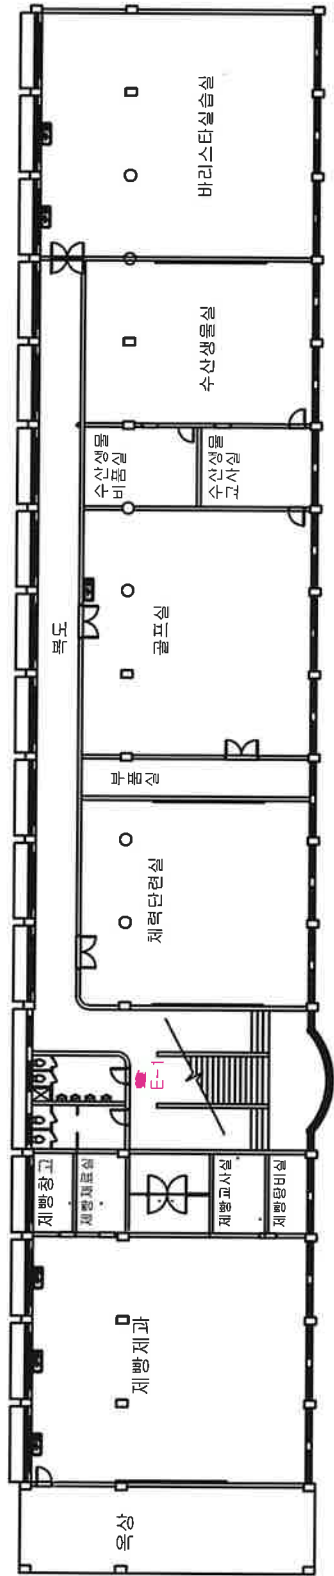 바리스타실습실
수산생물실
수산생물
비품실
수산생물
교사실
복도
골프실
부품실
체력단련실
E-1
제빵창고
제빵재료실
제빵교사실
제빵탕비실
제빵제과
옥상